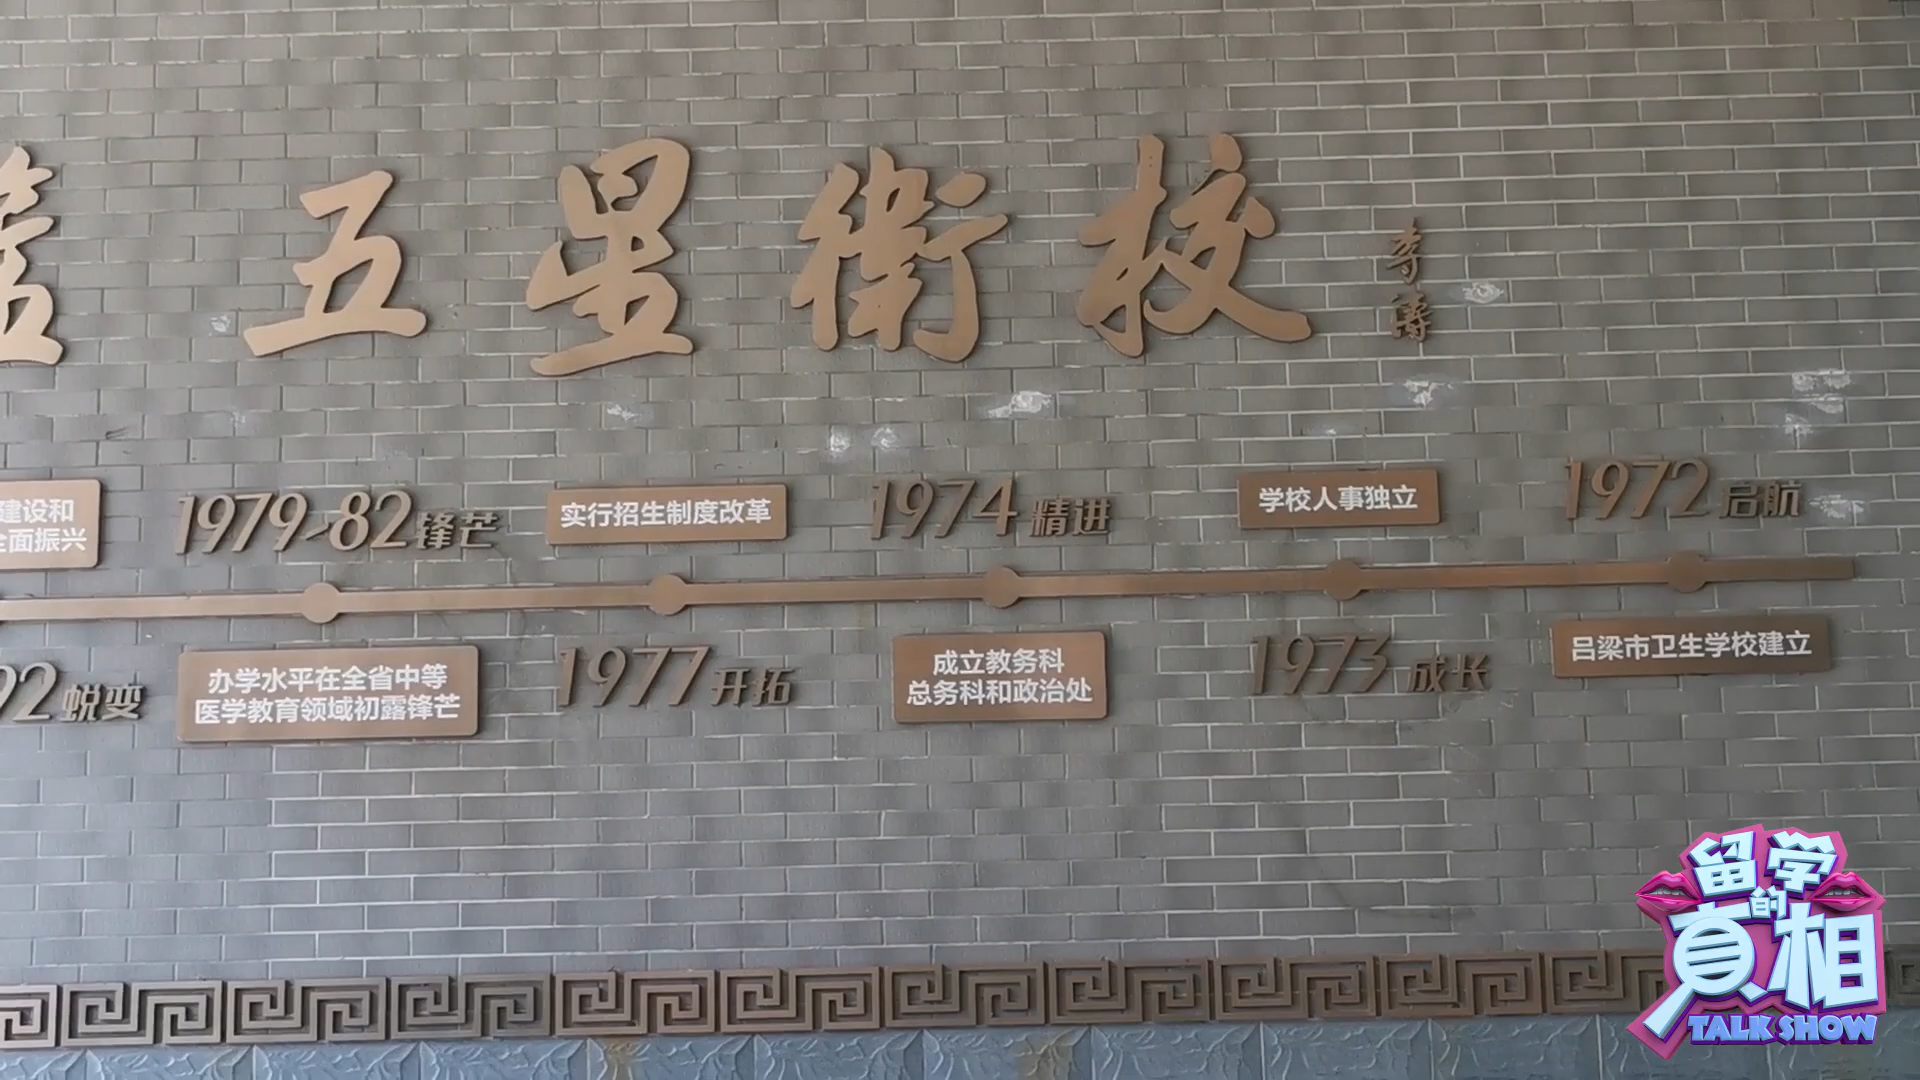 五星衛校
李濤
建设和
全面振兴
1979-82锋芒
实行招生制度改革
1974精进
学校人事独立
1972启航
92蜕变
办学水平在全省中等
医学教育领域初露锋芒
1977开拓
成立教务科
总务科和政治处
1973成长
吕梁市卫生学校建立
留学的真相
TALK SHOW